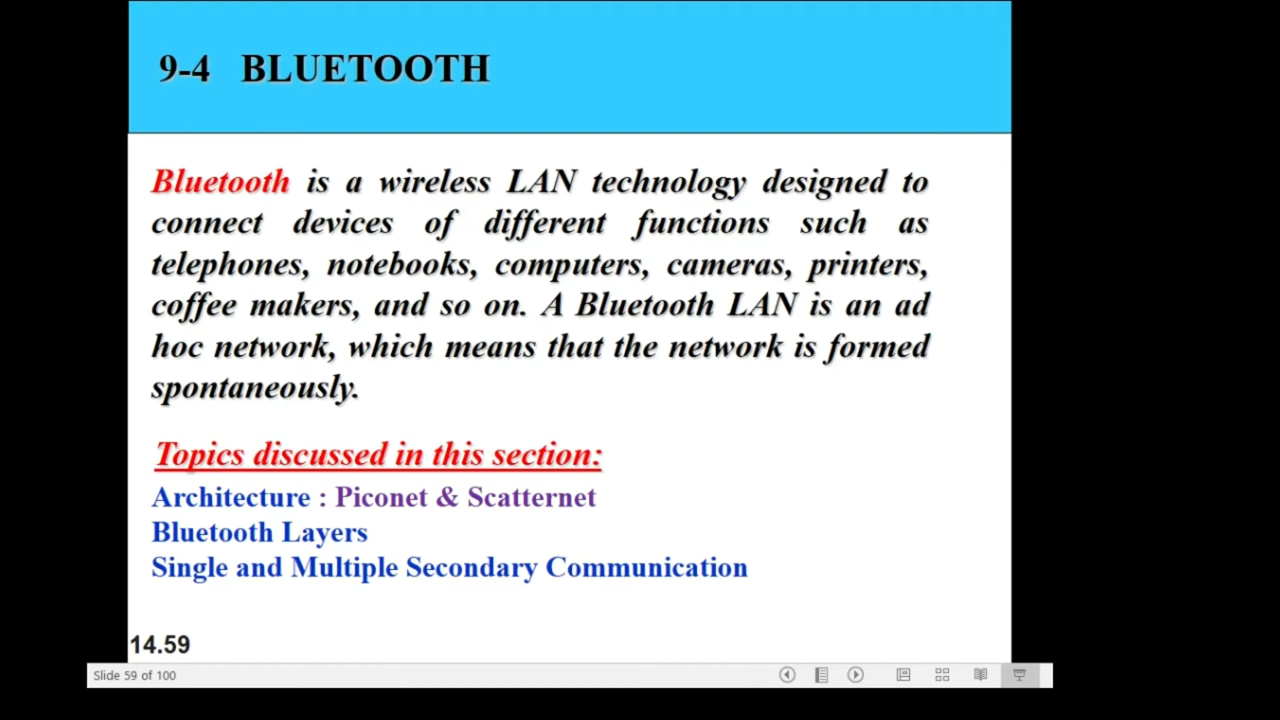 9-4 BLUETOOTH
Bluetooth is a wireless LAN technology designed to
connect devices of different functions such as
telephones, notebooks, computers, cameras, printers,
coffee makers, and so on. A Bluetooth LAN is an ad
hoc network, which means that the network is formed
spontaneously.
Topics discussed in this section:
Architecture : Piconet & Scatternet
Bluetooth Layers
Single and Multiple Secondary Communication
14.59
Slide 59 of 100